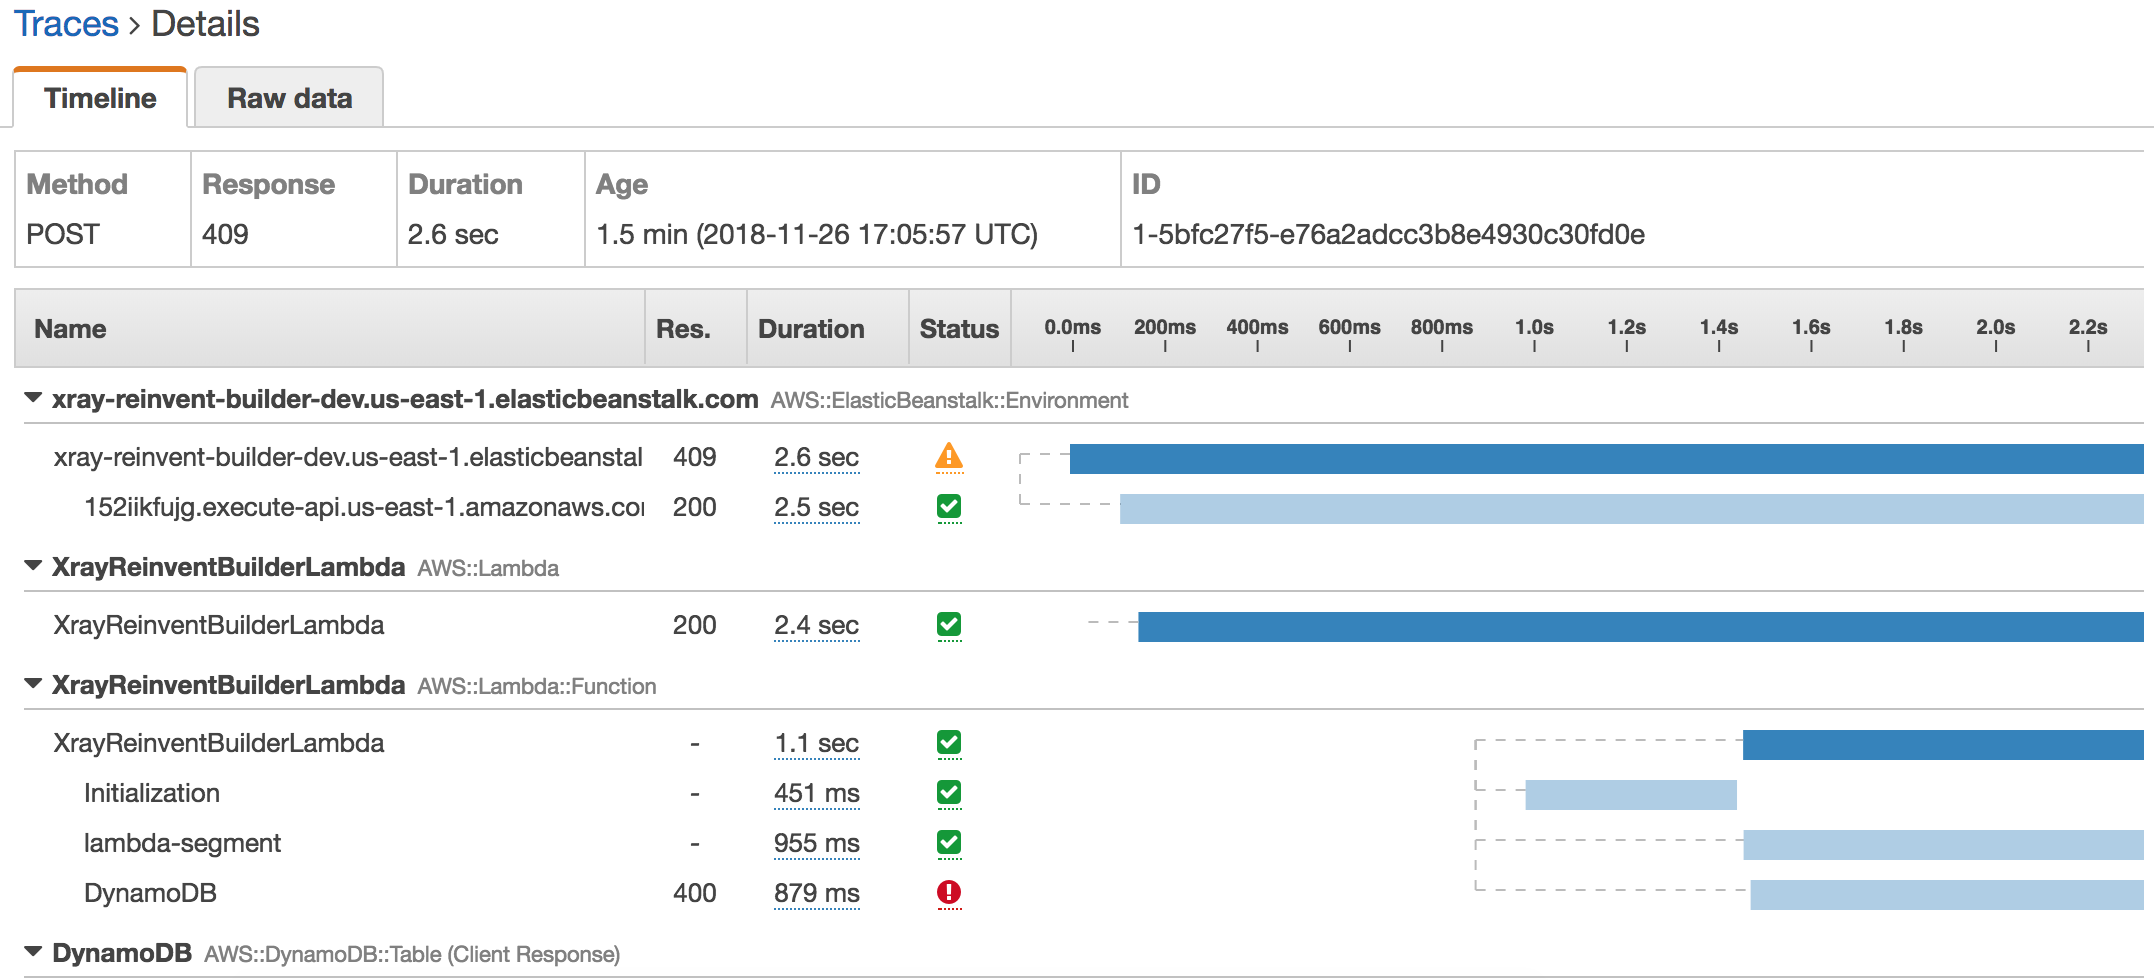 Traces > Details
Timeline Raw data
Method Response Duration Age ID
POST 409 2.6 sec 1.5 min (2018-11-26 17:05:57 UTC) 1-5bfc27f5-e76a2adcc3b8e4930c30fd0e
Name Res. Duration Status 0.0ms 200ms 400ms 600ms 800ms 1.0s 1.2s 1.4s 1.6s 1.8s 2.0s 2.2s
xray-reinvent-builder-dev.us-east-1.elasticbeanstalk.com AWS::ElasticBeanstalk::Environment
xray-reinvent-builder-dev.us-east-1.elasticbeanstal 409 2.6 sec
152iikfujg.execute-api.us-east-1.amazonaws.co 200 2.5 sec
XrayReinventBuilderLambda AWS::Lambda
XrayReinventBuilderLambda 200 2.4 sec
XrayReinventBuilderLambda AWS::Lambda::Function
XrayReinventBuilderLambda - 1.1 sec
Initialization - 451 ms
lambda-segment - 955 ms
DynamoDB 400 879 ms
DynamoDB AWS::DynamoDB::Table (Client Response)